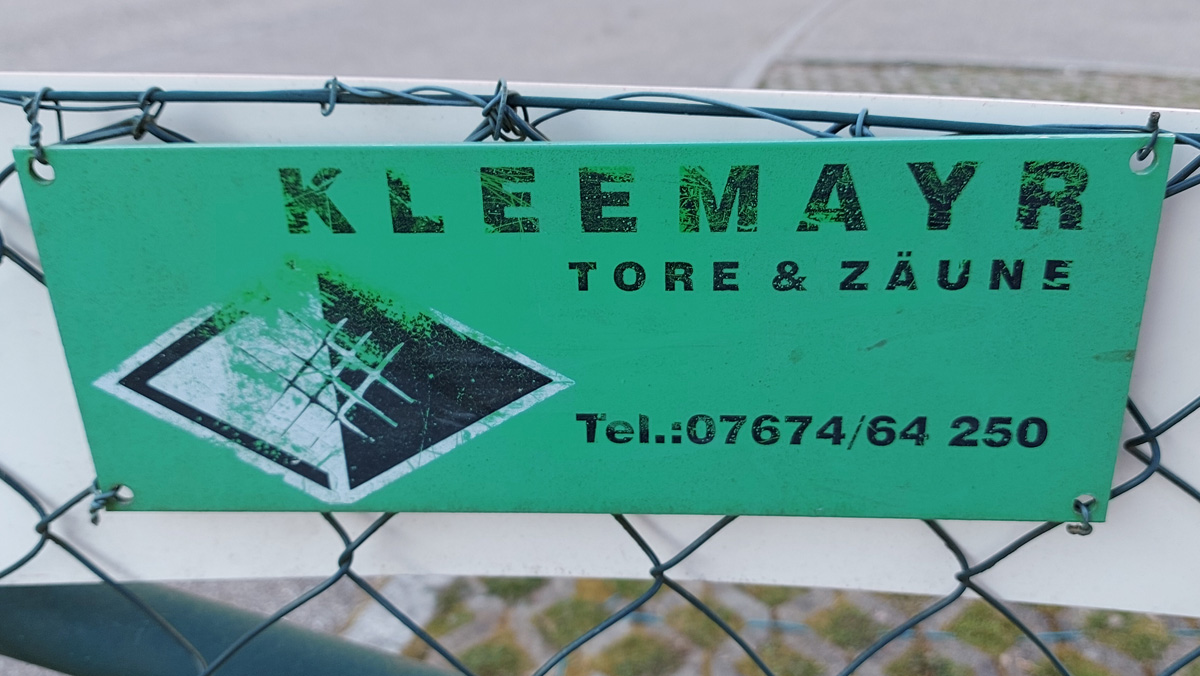 KLEEMAYR
TORE & ZÄUNE
Tel.:07674/64 250